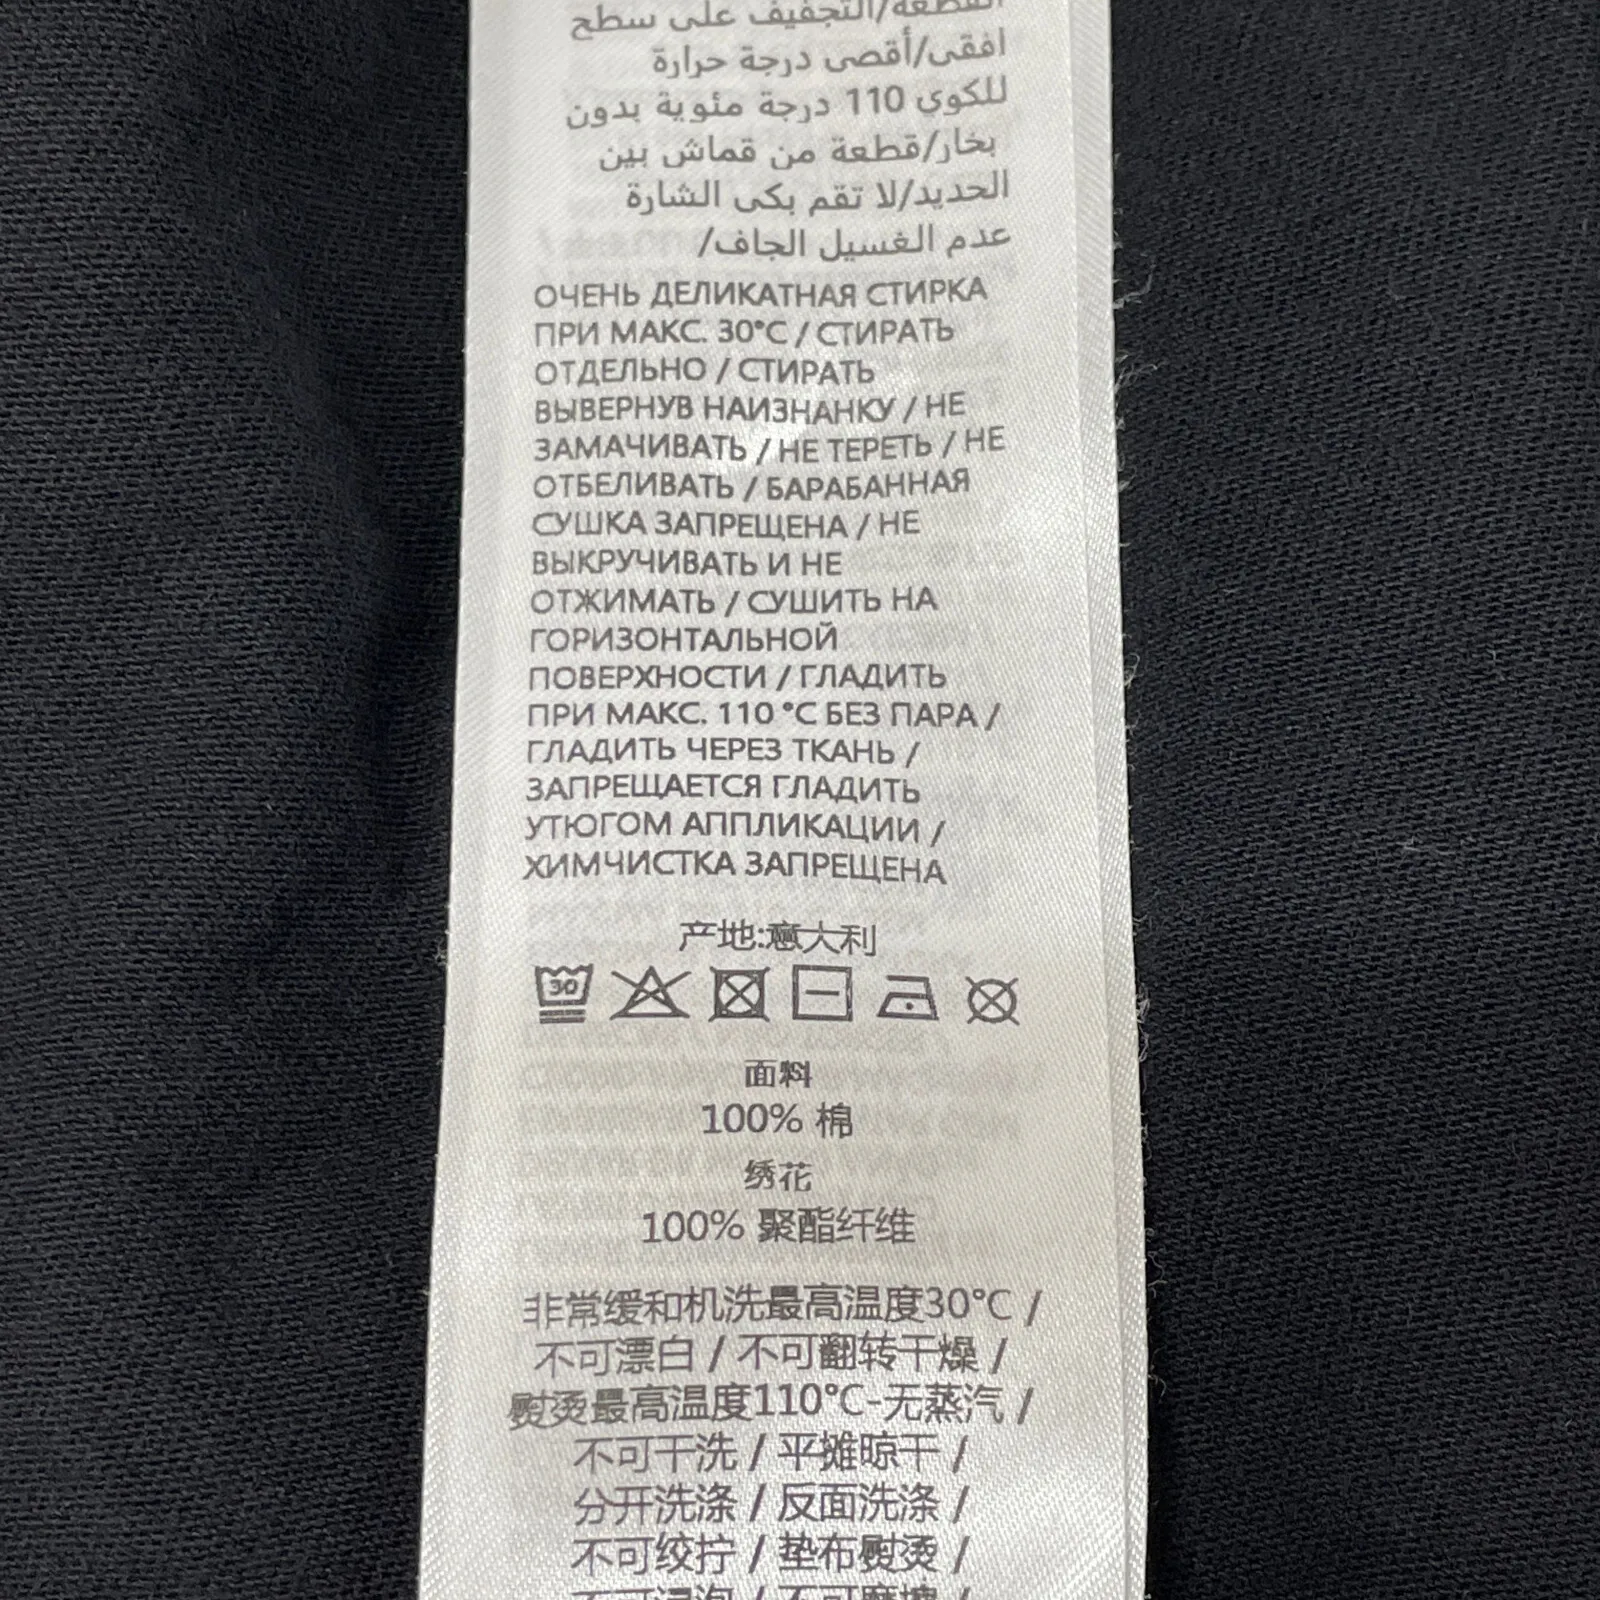 القطعة/التجفيف على سطح
افقى/أقصى درجة حرارة
للكوى 110 درجة مئوية بدون
بخار/قطعة من قماش بين
الحديد/لا تقم بكى الشارة
عدم الغسيل الجاف/
ОЧЕНЬ ДЕЛИКАТНАЯ СТИРКА
ПРИ МАКС. 30°C / СТИРАТЬ
ОТДЕЛЬНО / СТИРАТЬ
ВЫВЕРНУВ НАИЗНАНКУ / НЕ
ЗАМАЧИВАТЬ / НЕ ТЕРЕТЬ / НЕ
ОТБЕЛИВАТЬ / БАРАБАННАЯ
СУШКА ЗАПРЕЩЕНА / НЕ
ВЫКРУЧИВАТЬ И НЕ
ОТЖИМАТЬ / СУШИТЬ НА
ГОРИЗОНТАЛЬНОЙ
ПОВЕРХНОСТИ / ГЛАДИТЬ
ПРИ МАКС. 110 °C БЕЗ ПАРА /
ГЛАДИТЬ ЧЕРЕЗ ТКАНЬ /
ЗАПРЕЩАЕТСЯ ГЛАДИТЬ
УТЮГОМ АППЛИКАЦИИ /
ХИМЧИСТКА ЗАПРЕЩЕНА
产地:意大利
30
面料
100% 棉
绣花
100% 聚酯纤维
非常缓和机洗最高温度30°C /
不可漂白 / 不可翻转干燥 /
熨烫最高温度110°C-无蒸汽 /
不可干洗 / 平摊晾干 /
分开洗涤 / 反面洗涤 /
不可绞拧 / 垫布熨烫 /